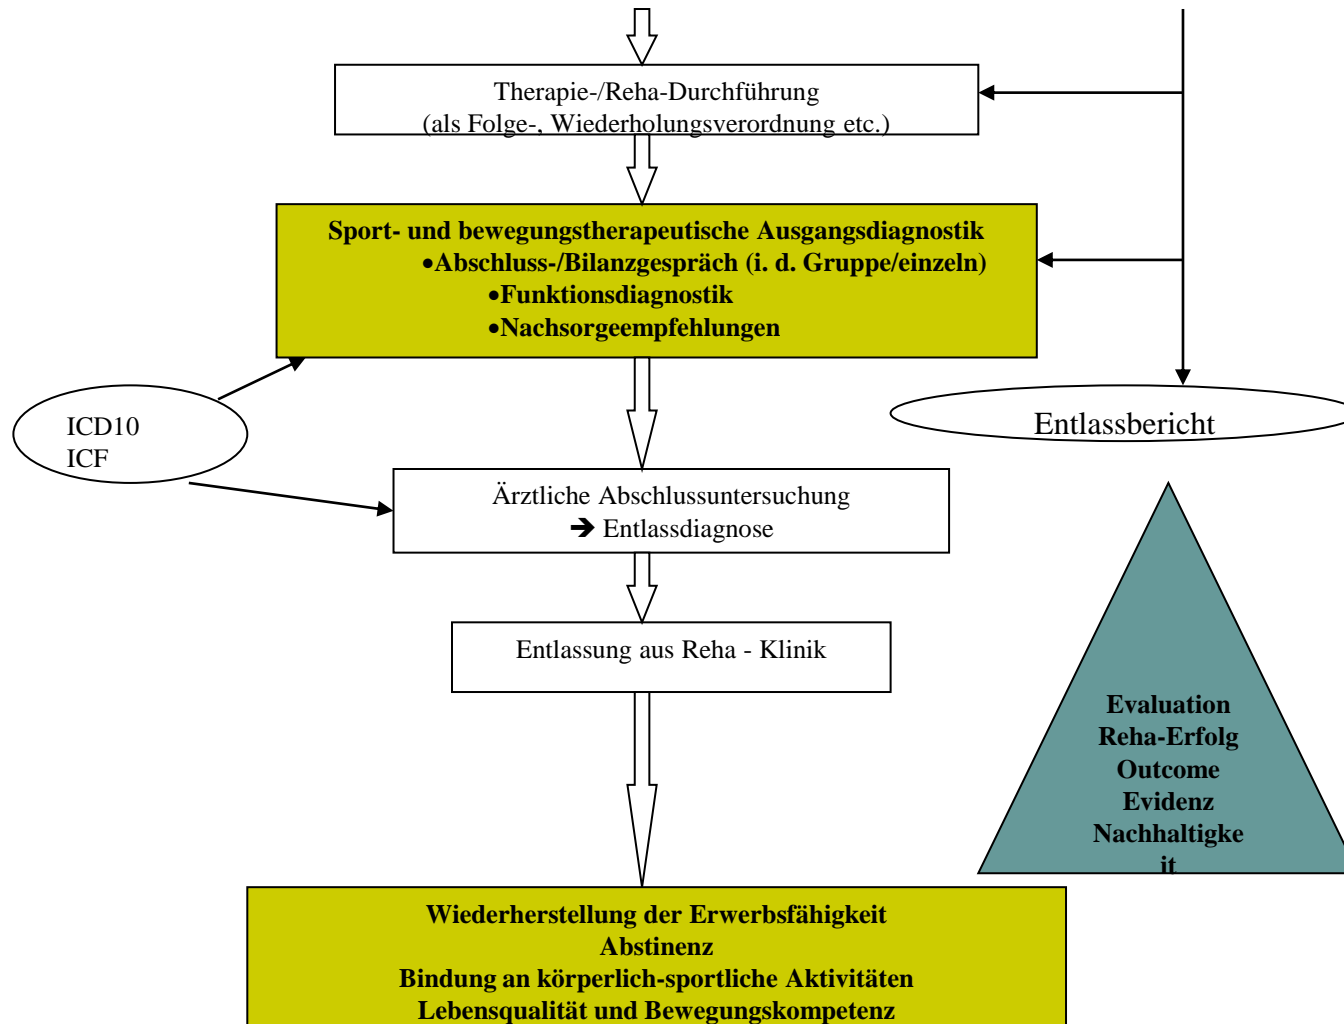 Therapie-/Reha-Durchführung
(als Folge-, Wiederholungsverordnung etc.)
Sport- und bewegungstherapeutische Ausgangsdiagnostik
•Abschluss-/Bilanzgespräch (i. d. Gruppe/einzeln)
•Funktionsdiagnostik
•Nachsorgeempfehlungen
ICD10
ICF
Entlassbericht
Ärztliche Abschlussuntersuchung
➔ Entlassdiagnose
Entlassung aus Reha - Klinik
Evaluation
Reha-Erfolg
Outcome
Evidenz
Nachhaltigke
it
Wiederherstellung der Erwerbsfähigkeit
Abstinenz
Bindung an körperlich-sportliche Aktivitäten
Lebensqualität und Bewegungskompetenz